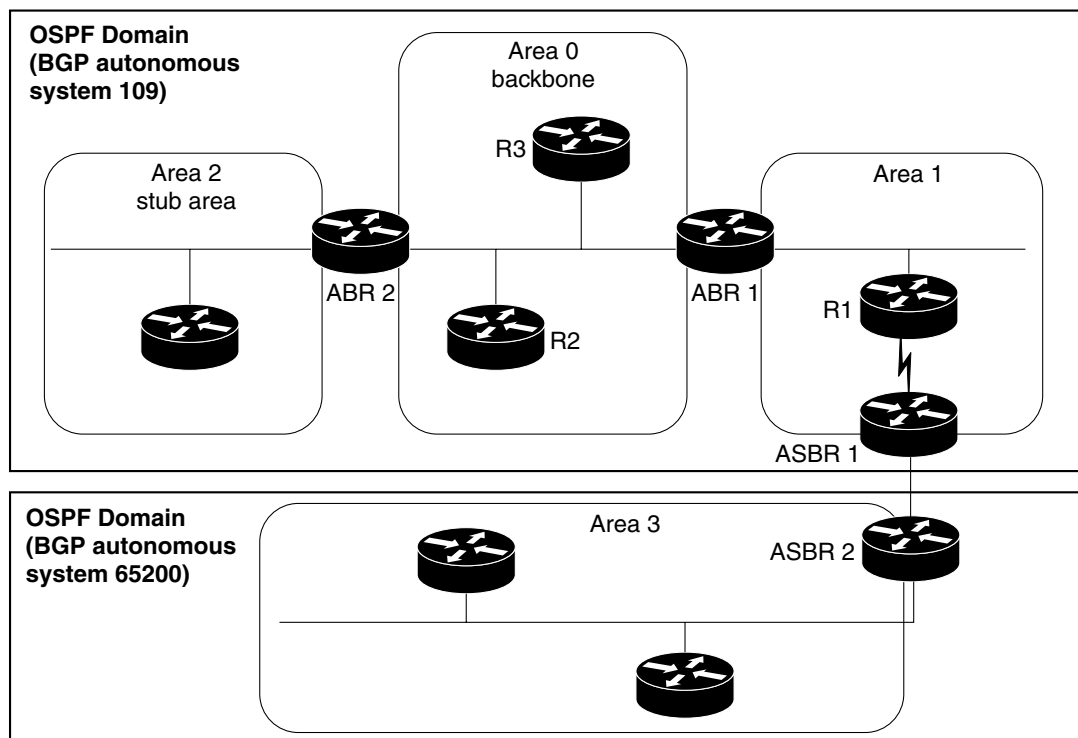 OSPF Domain
(BGP autonomous
system 109)
Area 0
backbone
R3
Area 2
stub area
Area 1
ABR 2
ABR 1
R1
R2
ASBR 1
OSPF Domain
(BGP autonomous
system 65200)
Area 3
ASBR 2